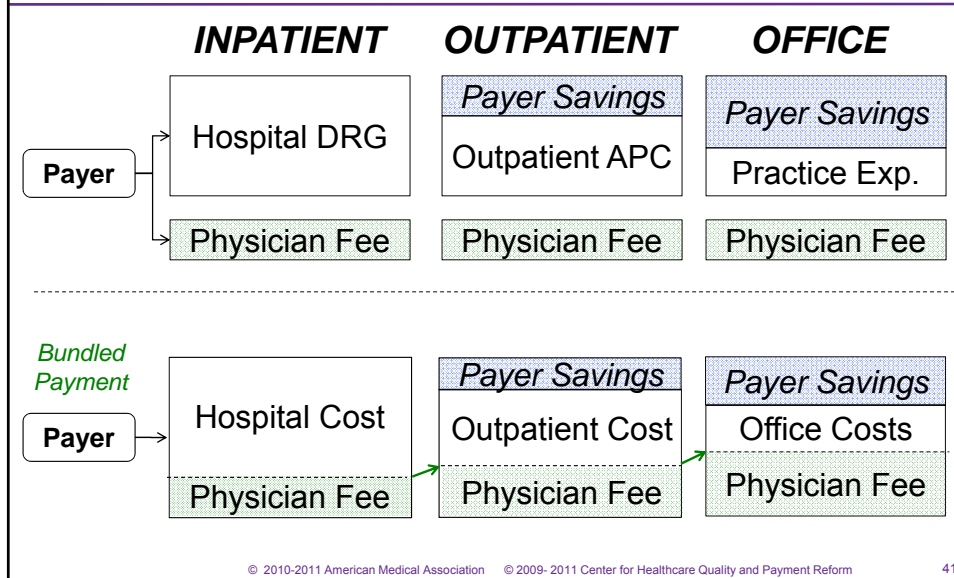 INPATIENT OUTPATIENT OFFICE
Payer
Hospital DRG
Payer Savings
Outpatient APC
Payer Savings
Practice Exp.
Physician Fee
Physician Fee
Physician Fee
Bundled
Payment
Payer
Hospital Cost
Physician Fee
Payer Savings
Outpatient Cost
Physician Fee
Payer Savings
Office Costs
Physician Fee
© 2010-2011 American Medical Association © 2009- 2011 Center for Healthcare Quality and Payment Reform 41